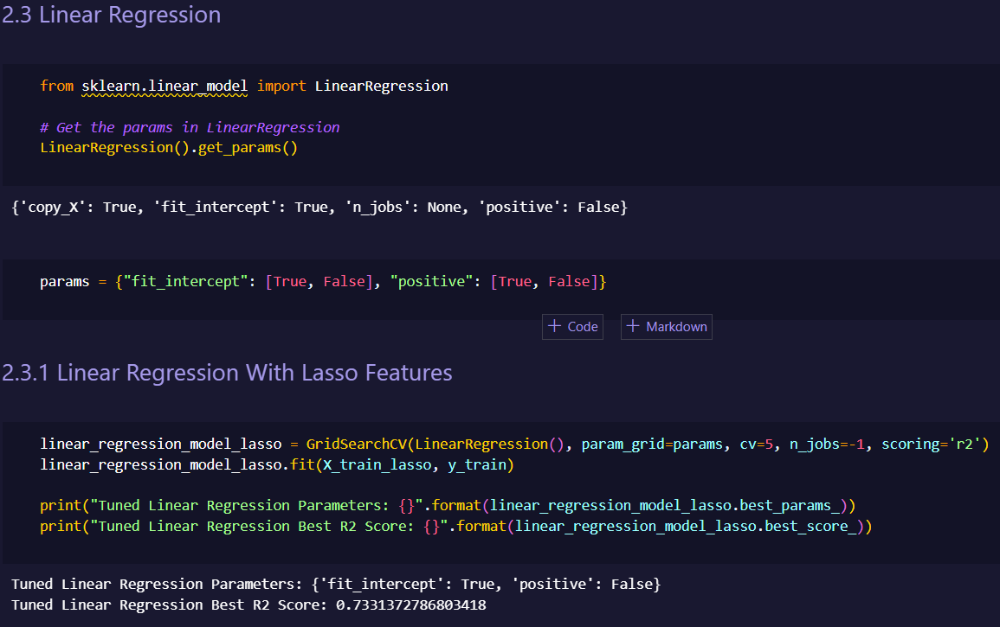 2.3 Linear Regression
from sklearn.linear_model import LinearRegression
# Get the params in LinearRegression
LinearRegression().get_params()
{'copy_X': True, 'fit_intercept': True, 'n_jobs': None, 'positive': False}
params = {"fit_intercept": [True, False], "positive": [True, False]}
+ Code + Markdown
2.3.1 Linear Regression With Lasso Features
linear_regression_model_lasso = GridSearchCV(LinearRegression(), param_grid=params, cv=5, n_jobs=-1, scoring='r2')
linear_regression_model_lasso.fit(X_train_lasso, y_train)
print("Tuned Linear Regression Parameters: {}".format(linear_regression_model_lasso.best_params_))
print("Tuned Linear Regression Best R2 Score: {}".format(linear_regression_model_lasso.best_score_))
Tuned Linear Regression Parameters: {'fit_intercept': True, 'positive': False}
Tuned Linear Regression Best R2 Score: 0.7331372786803418